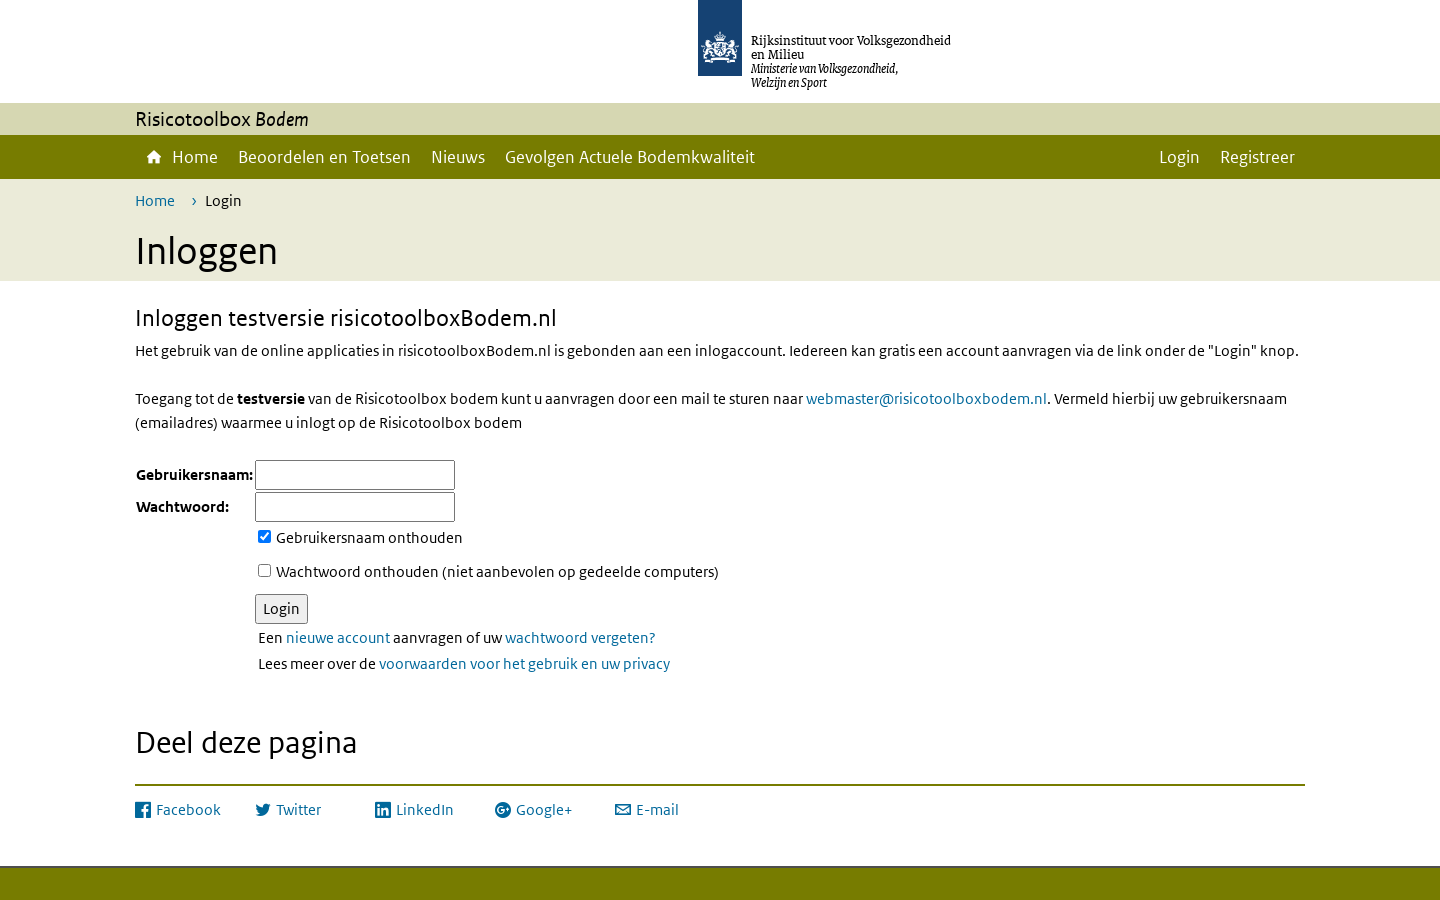 Rijksinstituut voor Volksgezondheid
en Milieu
Ministerie van Volksgezondheid,
Welzijn en Sport
Risicotoolbox Bodem
Home Beoordelen en Toetsen Nieuws Gevolgen Actuele Bodemkwaliteit Login Registreer
Home › Login
Inloggen
Inloggen testversie risicotoolboxBodem.nl
Het gebruik van de online applicaties in risicotoolboxBodem.nl is gebonden aan een inlogaccount. Iedereen kan gratis een account aanvragen via de link onder de "Login" knop.
Toegang tot de testversie van de Risicotoolbox bodem kunt u aanvragen door een mail te sturen naar webmaster@risicotoolboxbodem.nl. Vermeld hierbij uw gebruikersnaam
(emailadres) waarmee u inlogt op de Risicotoolbox bodem
Gebruikersnaam:
Wachtwoord:
Gebruikersnaam onthouden
Wachtwoord onthouden (niet aanbevolen op gedeelde computers)
Login
Een nieuwe account aanvragen of uw wachtwoord vergeten?
Lees meer over de voorwaarden voor het gebruik en uw privacy
Deel deze pagina
Facebook Twitter LinkedIn Google+ E-mail